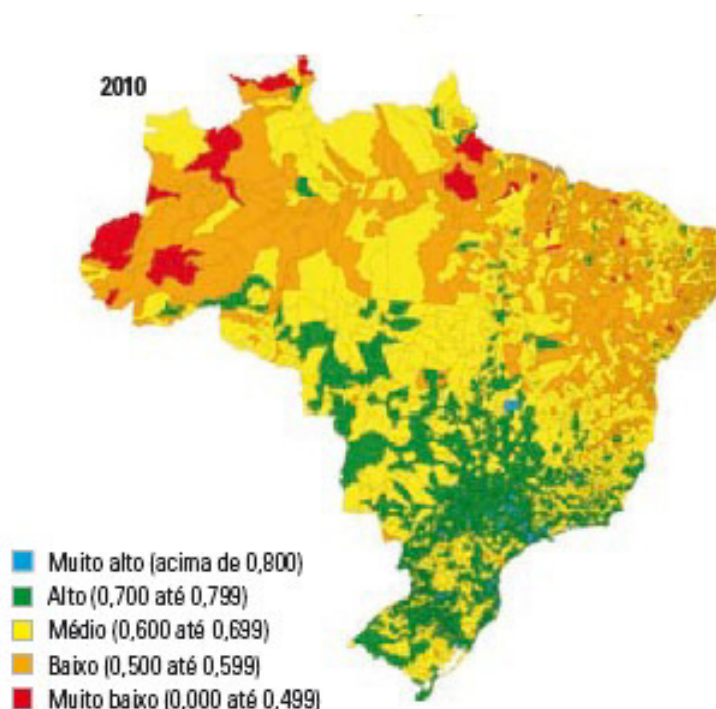 2010
Muito alto (acima de 0,800)
Alto (0,700 até 0,799)
Médio (0,600 até 0,699)
Baixo (0,500 até 0,599)
Muito baixo (0,000 até 0,499)